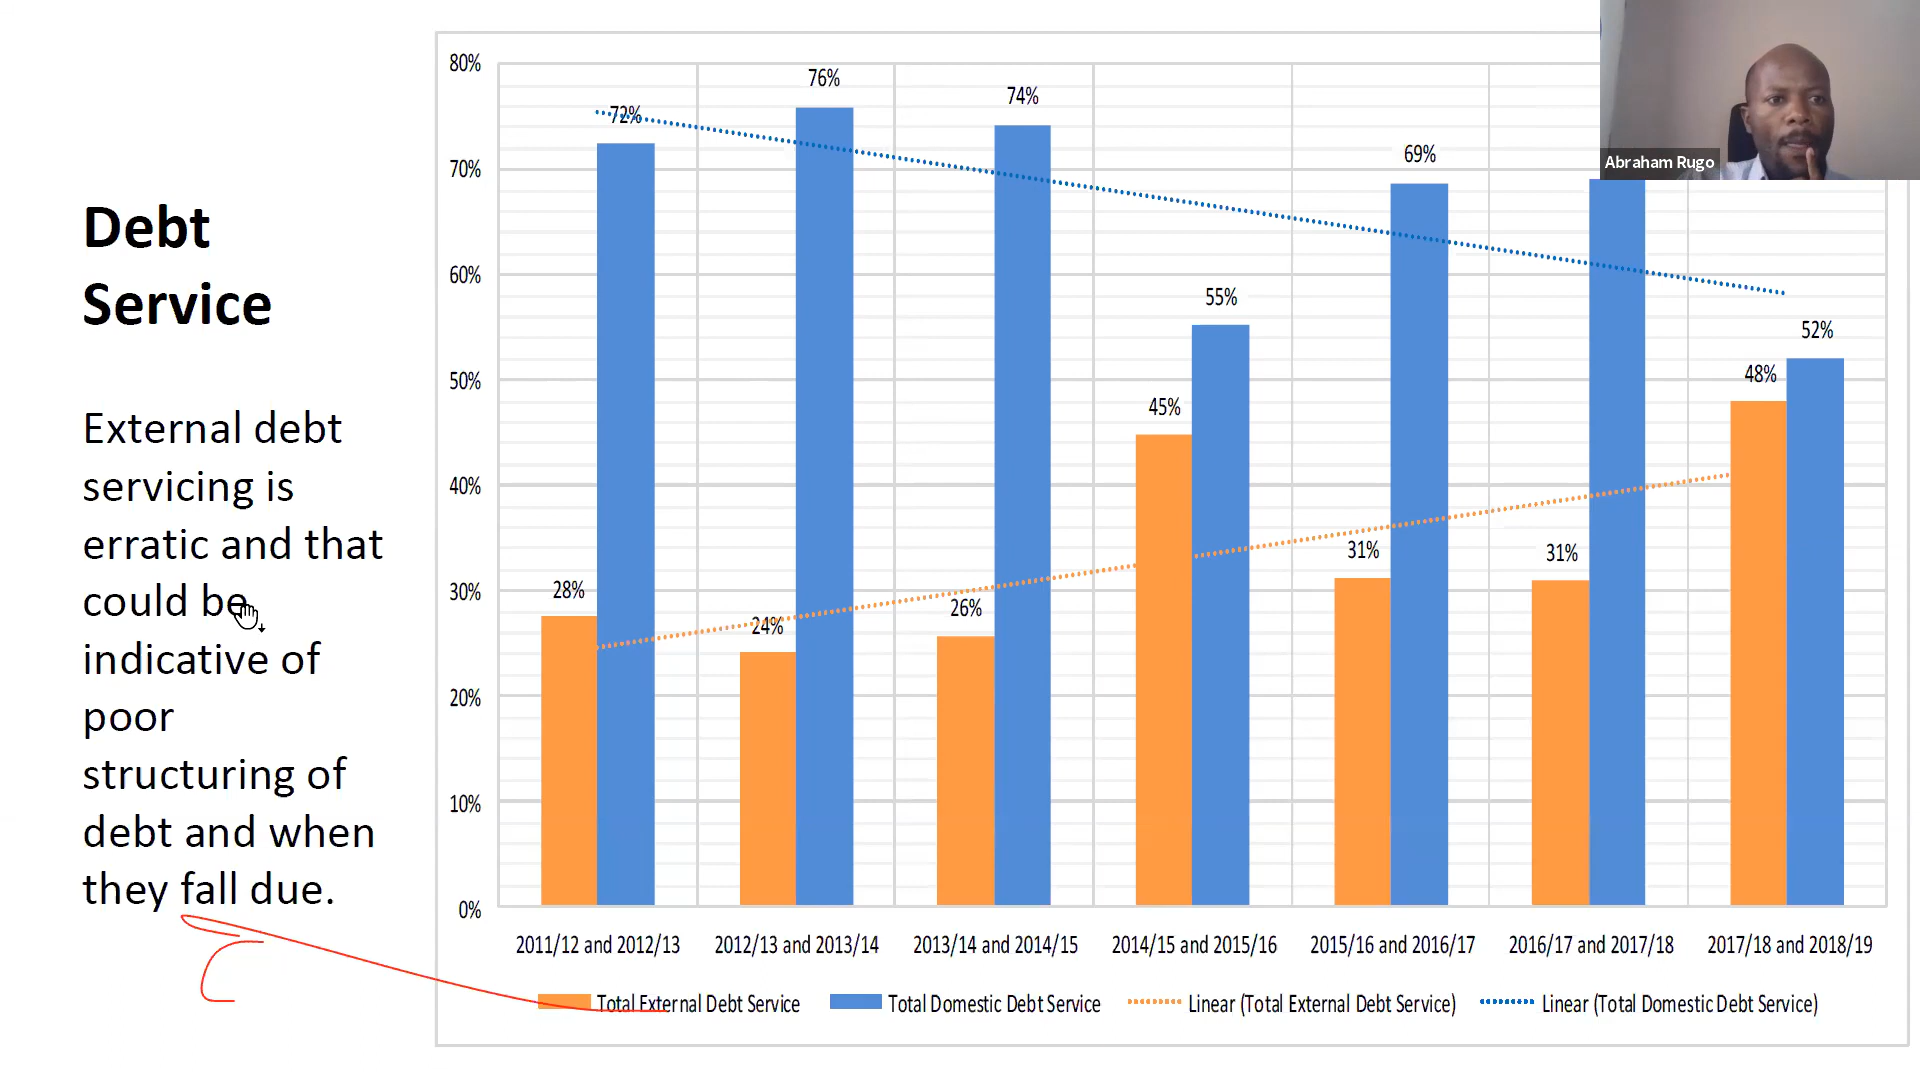 Debt
Service
External debt
servicing is
erratic and that
could be
indicative of
poor
structuring of
debt and when
they fall due.
80%
70%
60%
50%
40%
30%
20%
10%
0%
28%
72%
24%
76%
26%
74%
45%
55%
31%
69%
31%
48%
52%
2011/12 and 2012/13
2012/13 and 2013/14
2013/14 and 2014/15
2014/15 and 2015/16
2015/16 and 2016/17
2016/17 and 2017/18
2017/18 and 2018/19
Total External Debt Service
Total Domestic Debt Service
Linear (Total External Debt Service)
Linear (Total Domestic Debt Service)
Abraham Rugo